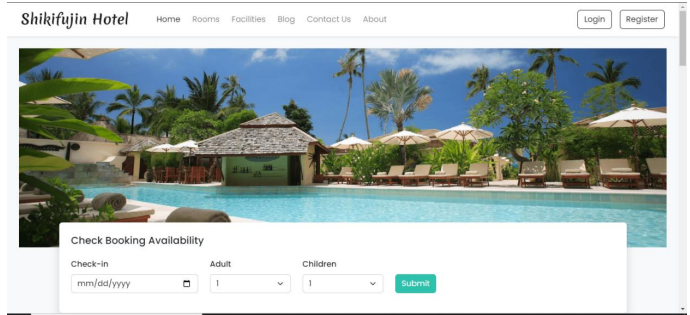 Shikifujin Hotel Home Rooms Facilities Blog Contact Us About Login Register
Check Booking Availability
Check-in Adult Children
mm/dd/yyyy 1 1 Submit